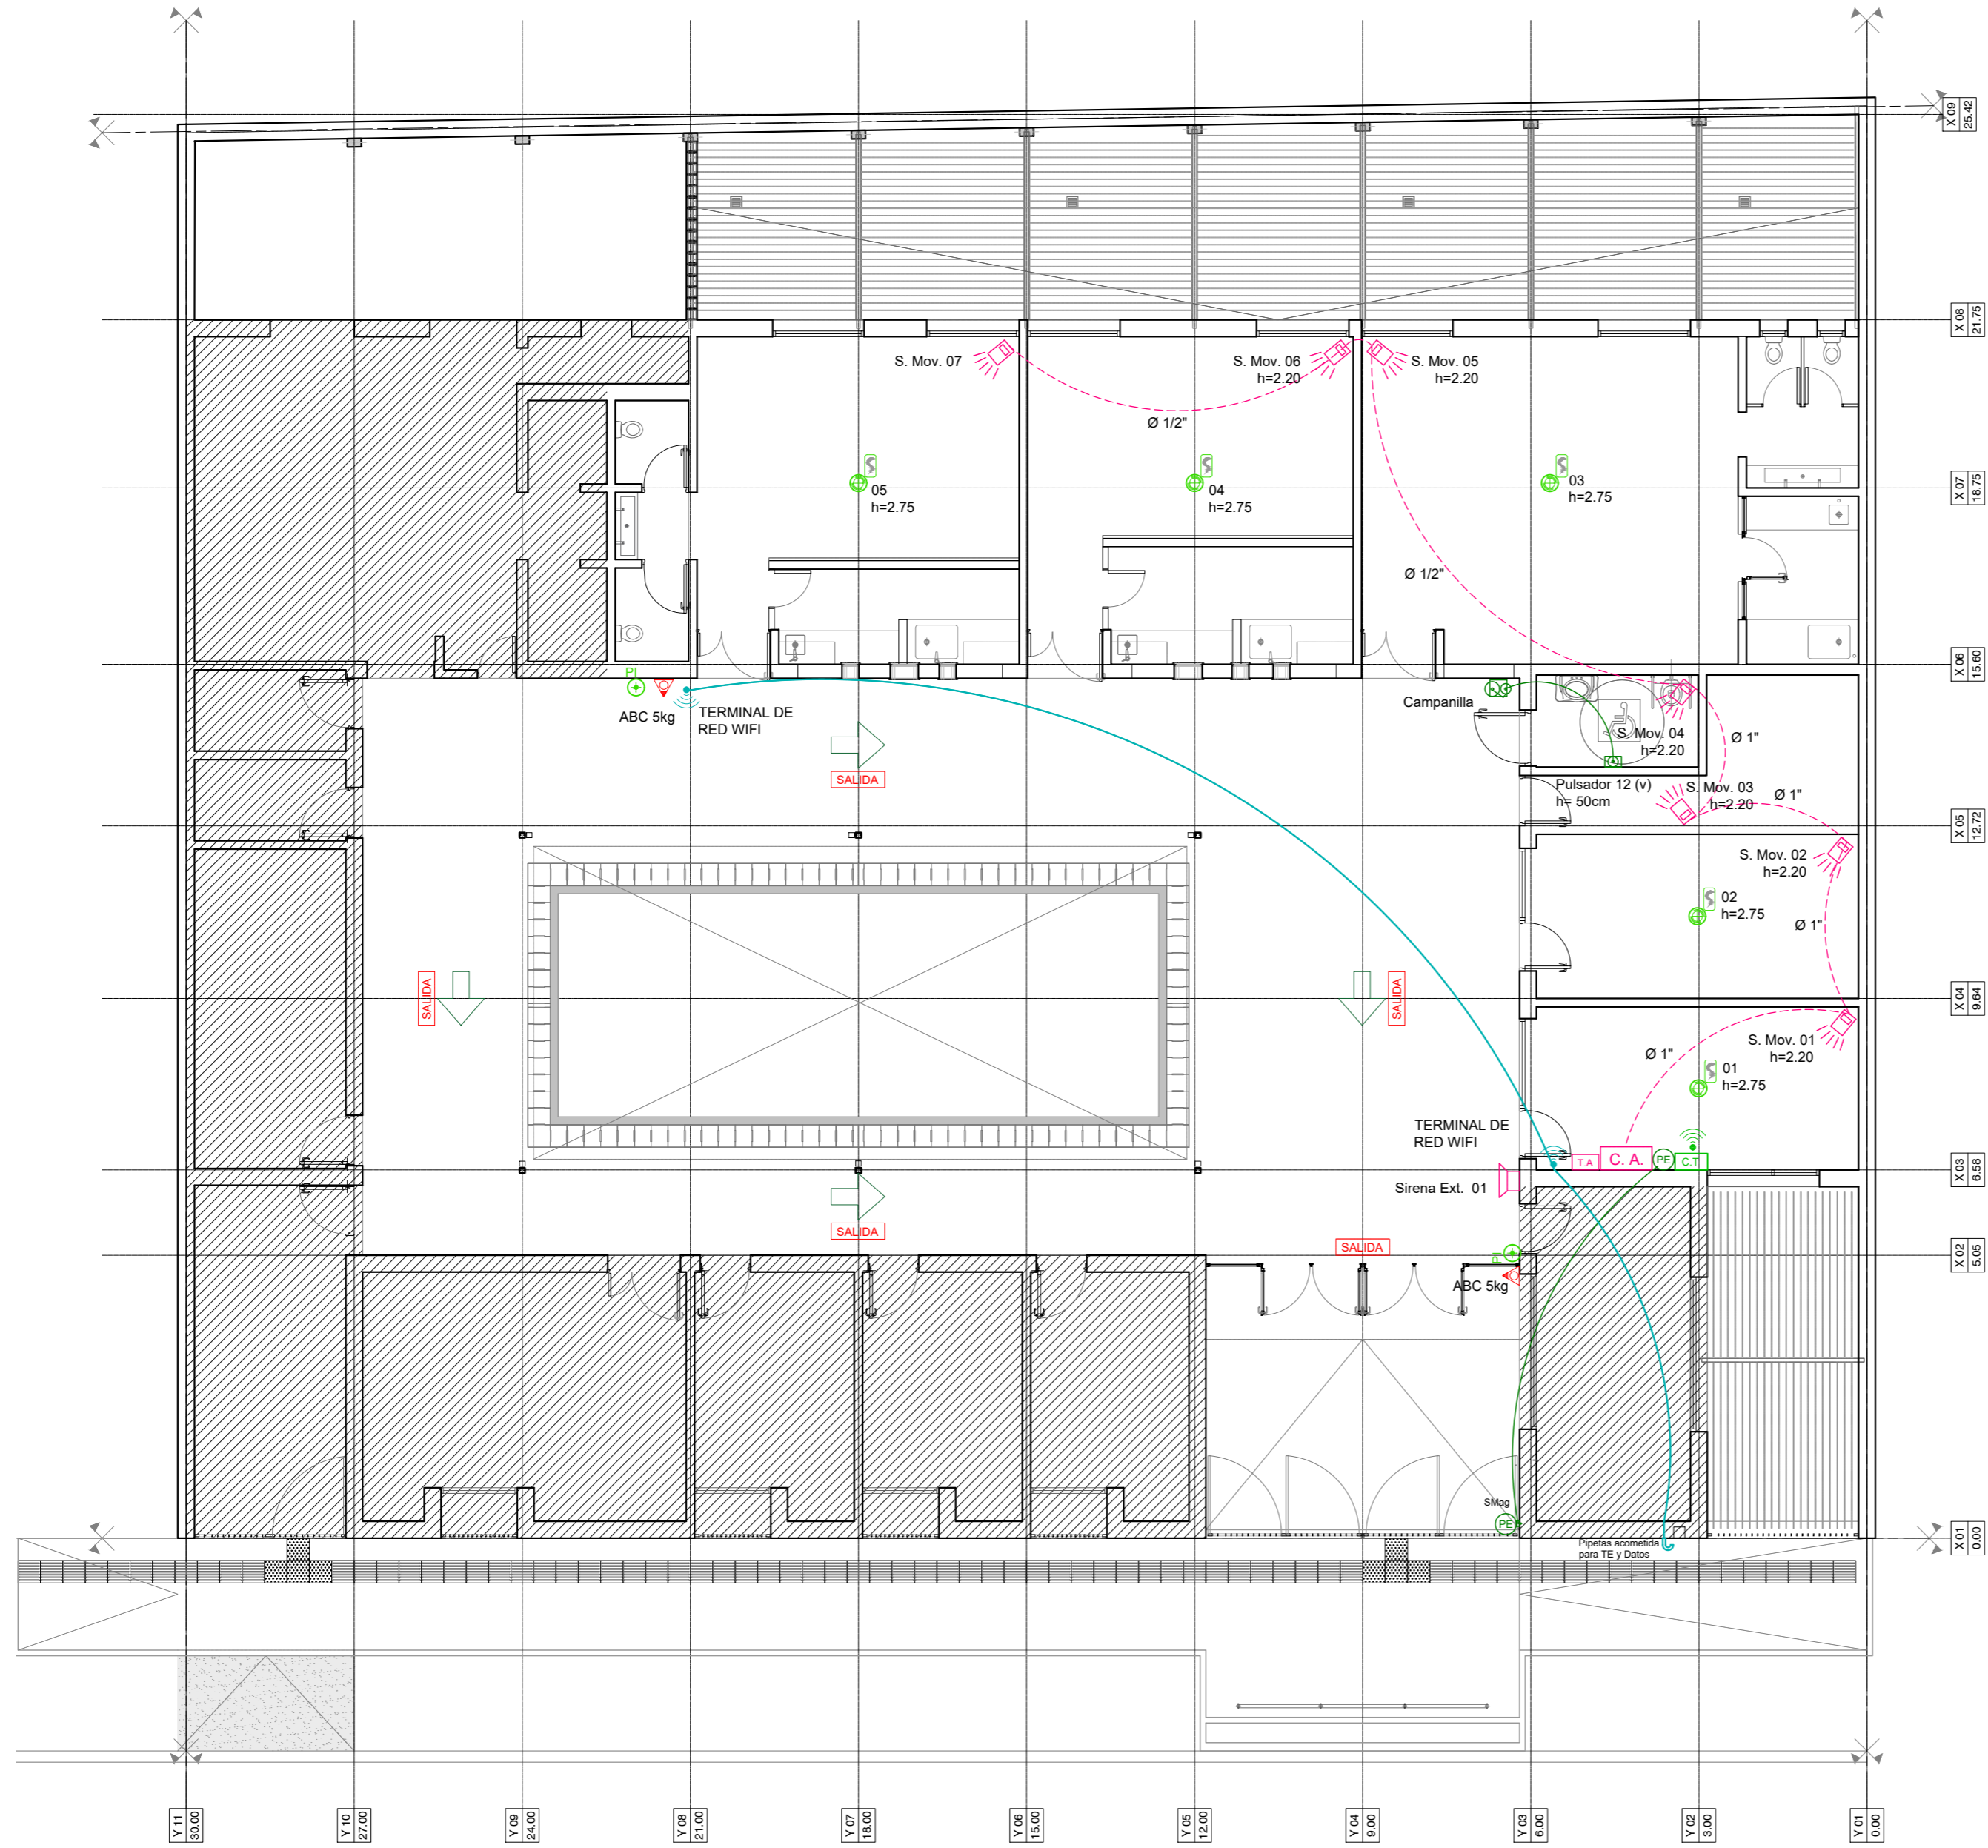 X 09
25.42
X 08
21.75
S. Mov. 07
S. Mov. 06
h=2.20
S. Mov. 05
h=2.20
Ø 1/2"
05
h=2.75
04
h=2.75
03
h=2.75
X 07
18.75
Ø 1/2"
X 06
15.60
PI
ABC 5kg
TERMINAL DE
RED WIFI
SALIDA
Campanilla
S. Mov. 04
h=2.20
Ø 1"
Pulsador 12 (v)
h= 50cm
S. Mov. 03
h=2.20
Ø 1"
X 05
12.72
S. Mov. 02
h=2.20
02
h=2.75
Ø 1"
SALIDA
SALIDA
X 04
9.64
S. Mov. 01
h=2.20
Ø 1"
01
h=2.75
TERMINAL DE
RED WIFI
T.A
C. A.
PE
C.T
X 03
6.58
Sirena Ext. 01
SALIDA
SALIDA
PI
X 02
5.05
ABC 5kg
SMag
PE
Pipetas acometida
para TE y Datos
X 01
0.00
Y 11
30.00
Y 10
27.00
Y 09
24.00
Y 08
21.00
Y 07
18.00
Y 06
15.00
Y 05
12.00
Y 04
9.00
Y 03
6.00
Y 02
3.00
Y 01
0.00